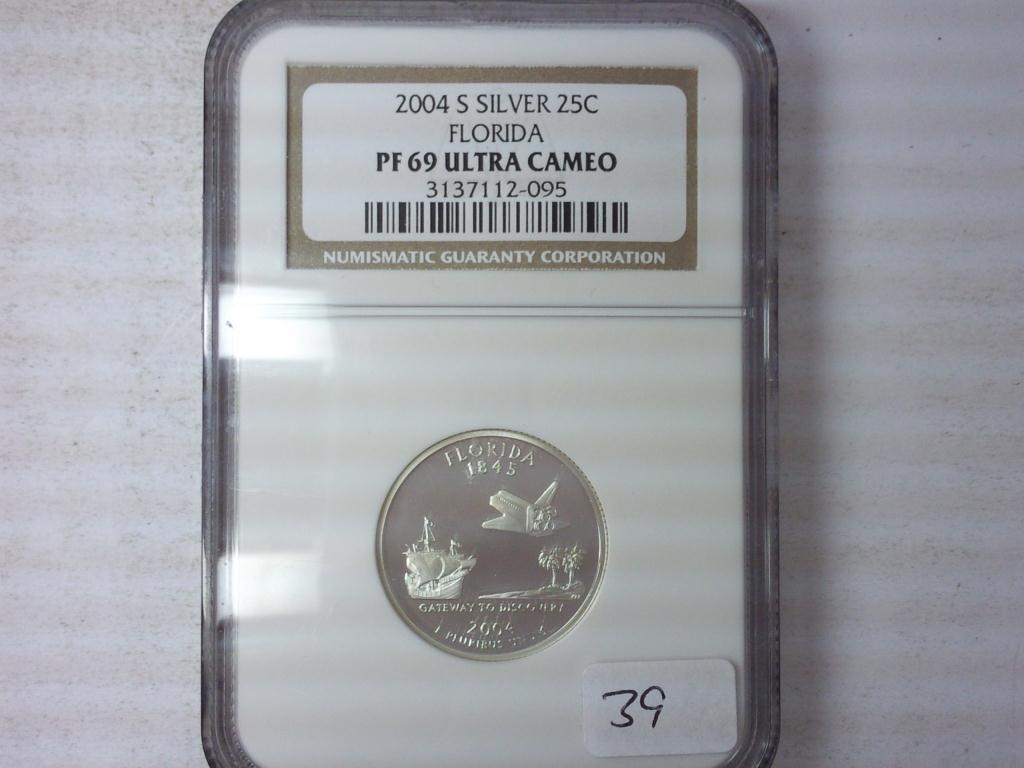 2004 S SILVER 25C
FLORIDA
PF 69 ULTRA CAMEO
3137112-095
NUMISMATIC GUARANTY CORPORATION
FLORIDA
1845
GATEWAY TO DISCOVERY
2004
PLURIBUS
39